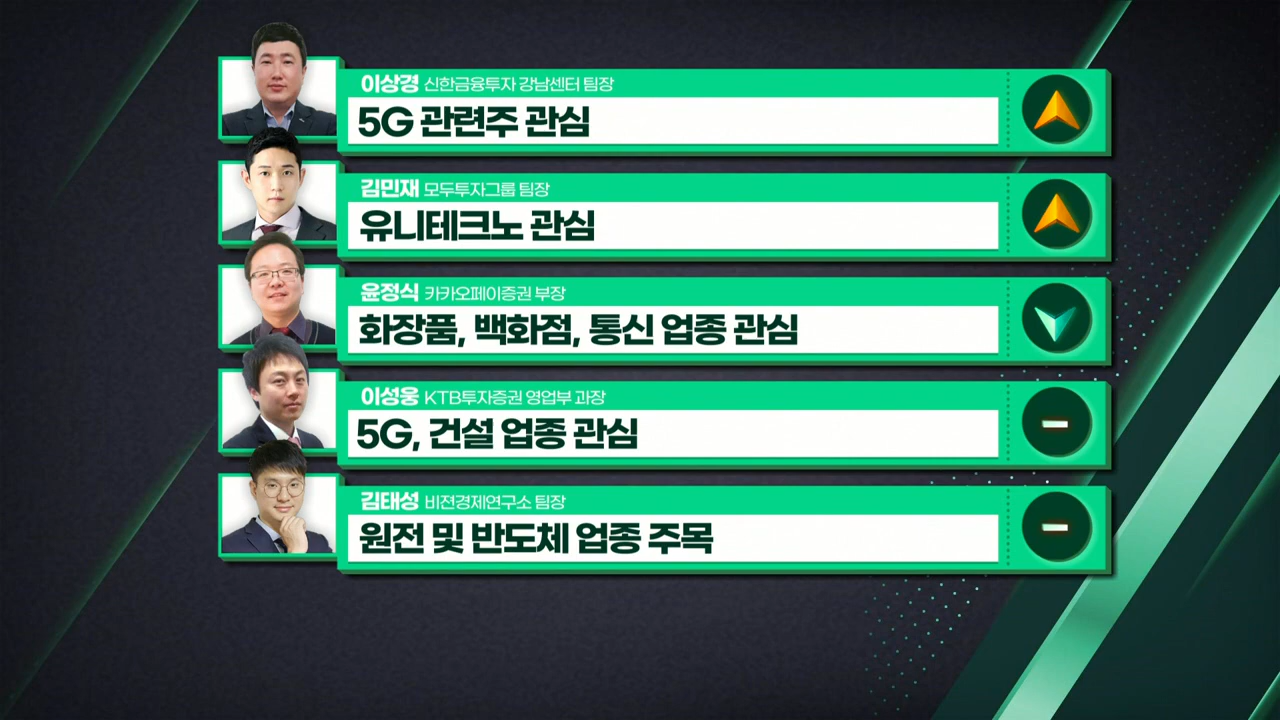 이상경 신한금융투자 강남센터 팀장
5G 관련주 관심
김민재 모두투자그룹 팀장
유니테크노 관심
윤정식 카카오페이증권 부장
화장품, 백화점, 통신 업종 관심
이성웅 KTB투자증권 영업부 과장
5G, 건설 업종 관심
김태성 비젼경제연구소 팀장
원전 및 반도체 업종 주목